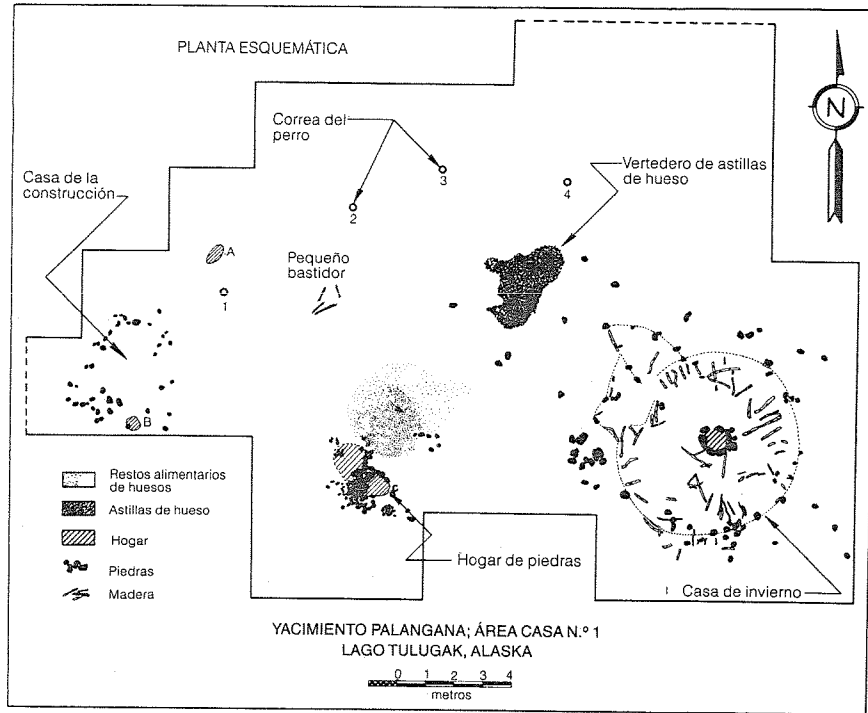 PLANTA ESQUEMÁTICA
N
Correa del
perro
Casa de la
construcción
Vertedero de astillas
de hueso
3
4
2
A
Pequeño
bastidor
1
B
C
Restos alimentarios
de huesos
Astillas de hueso
Hogar
Piedras
Madera
Hogar de piedras
Casa de invierno
YACIMIENTO PALANGANA; ÁREA CASA N.º 1
LAGO TULUGAK, ALASKA
0 1 2 3 4
metros